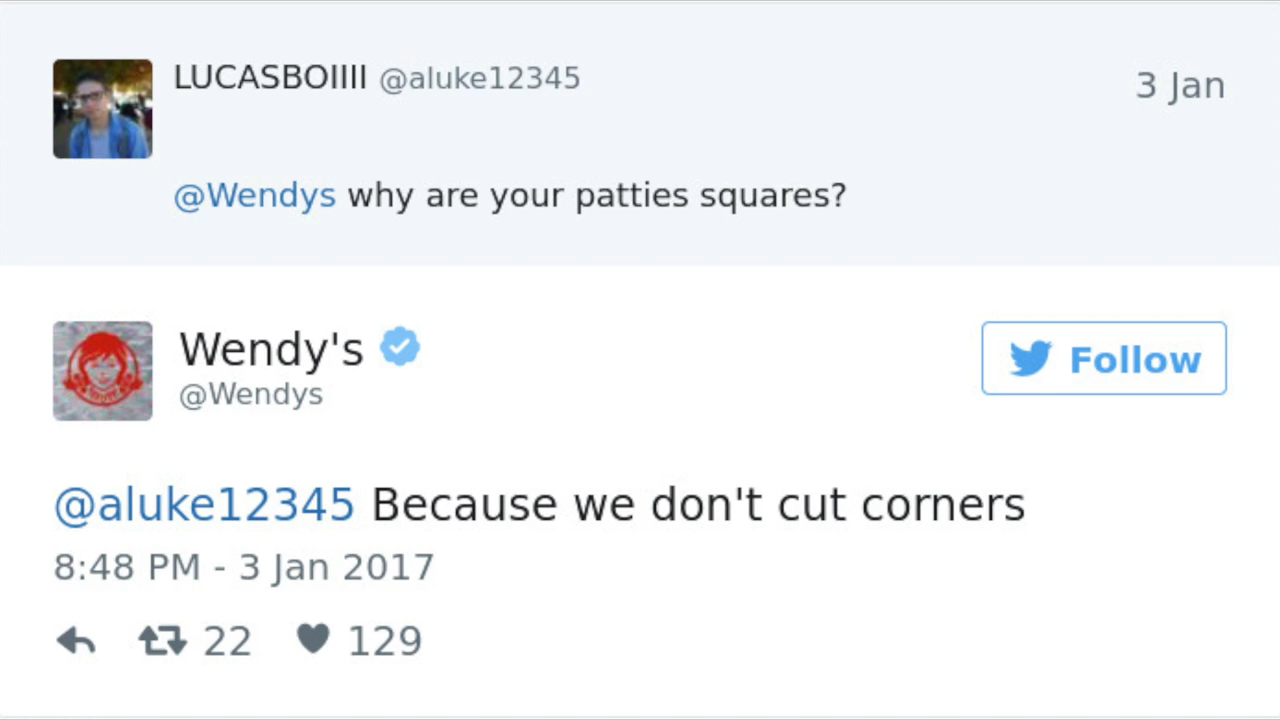 LUCASBOIIII @aluke12345
3 Jan
@Wendys why are your patties squares?
Wendy's
@Wendys
Follow
@aluke12345 Because we don't cut corners
8:48 PM - 3 Jan 2017
22 129